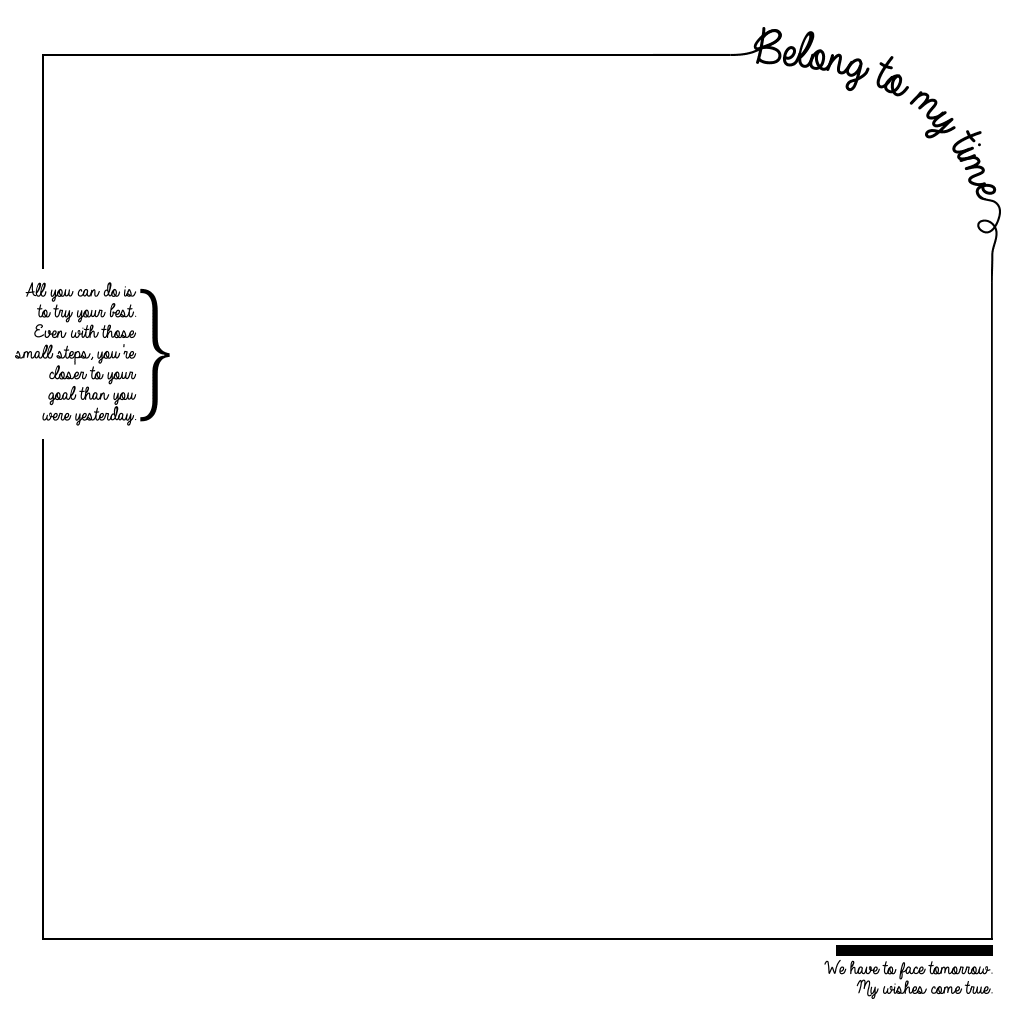 Belong to my time
All you can do is
to try your best.
Even with those
small steps, you're
closer to your
goal than you
were yesterday.
We have to face tomorrow.
My wishes come true.